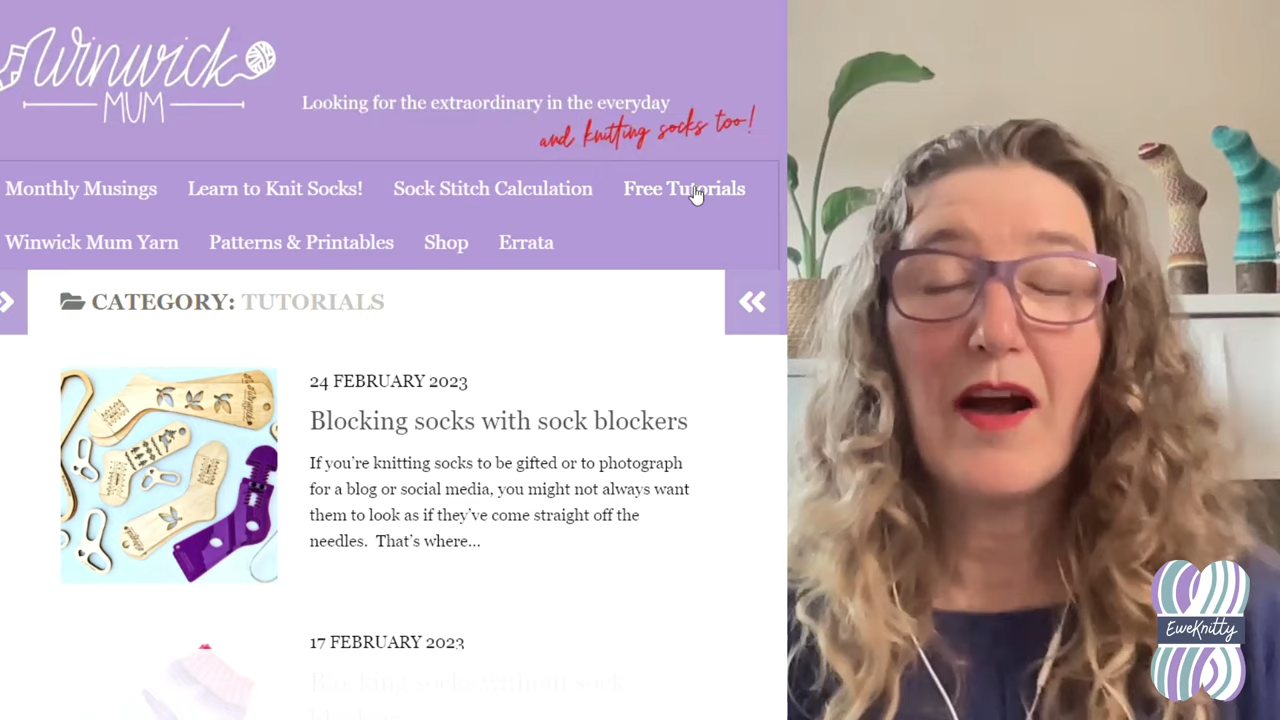 Winwick
MUM
Looking for the extraordinary in the everyday
and knitting socks too!
Monthly Musings Learn to Knit Socks! Sock Stitch Calculation Free Tutorials
Winwick Mum Yarn Patterns & Printables Shop Errata
CATEGORY: TUTORIALS
24 FEBRUARY 2023
Blocking socks with sock blockers
If you’re knitting socks to be gifted or to photograph
for a blog or social media, you might not always want
them to look as if they’ve come straight off the
needles. That’s where...
17 FEBRUARY 2023
Blocking socks without sock
EweKnitty